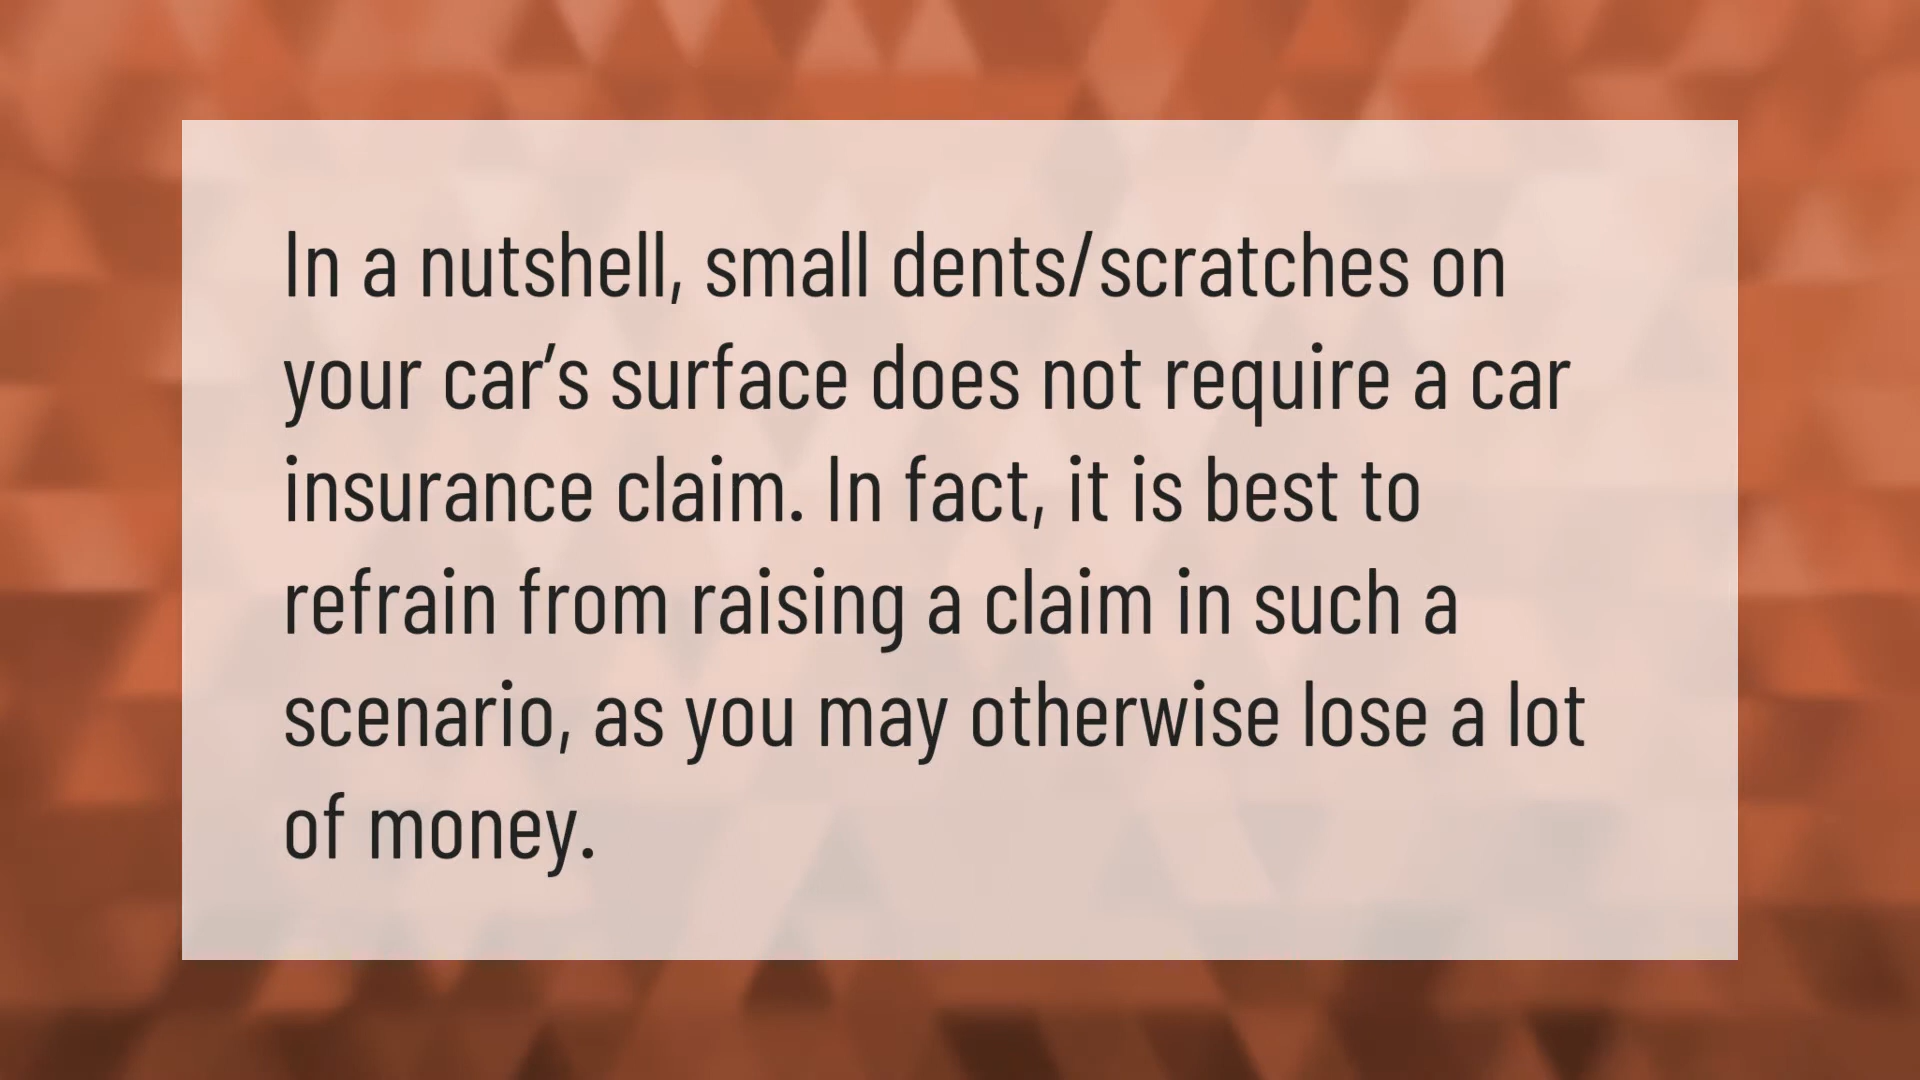 In a nutshell, small dents/scratches on
your car’s surface does not require a car
insurance claim. In fact, it is best to
refrain from raising a claim in such a
scenario, as you may otherwise lose a lot
of money.